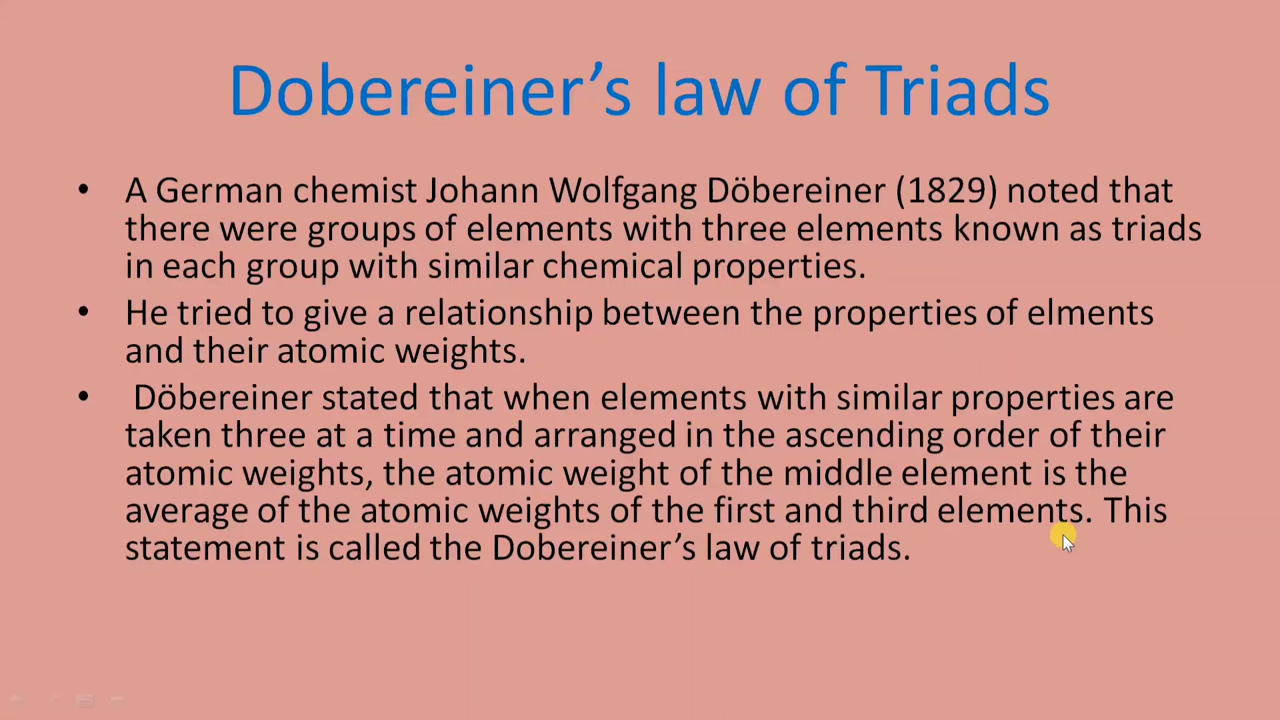 Dobereiner’s law of Triads
• A German chemist Johann Wolfgang Döbereiner (1829) noted that
there were groups of elements with three elements known as triads
in each group with similar chemical properties.
• He tried to give a relationship between the properties of elments
and their atomic weights.
• Döbereiner stated that when elements with similar properties are
taken three at a time and arranged in the ascending order of their
atomic weights, the atomic weight of the middle element is the
average of the atomic weights of the first and third elements. This
statement is called the Dobereiner’s law of triads.